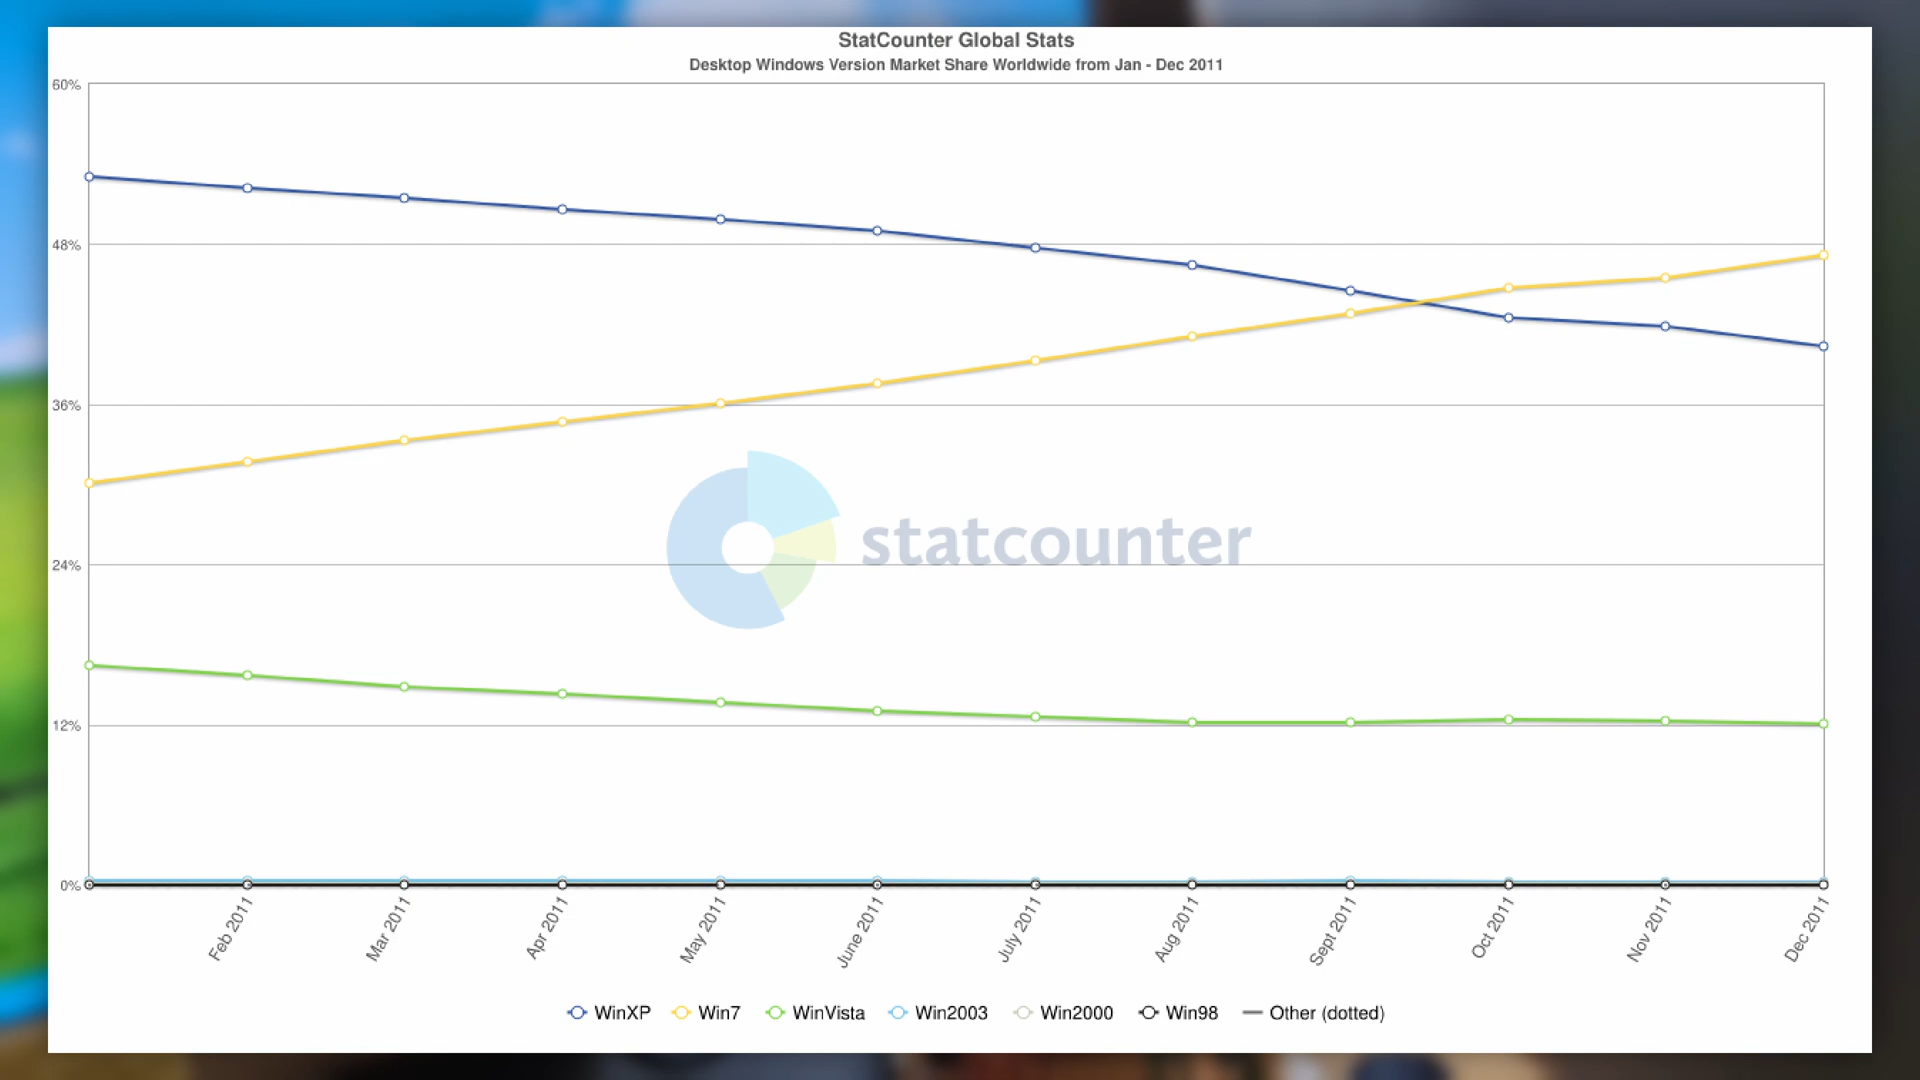 StatCounter Global Stats
Desktop Windows Version Market Share Worldwide from Jan - Dec 2011
60%
48%
36%
24%
12%
0%
statcounter
Feb 2011
Mar 2011
Apr 2011
May 2011
June 2011
July 2011
Aug 2011
Sept 2011
Oct 2011
Nov 2011
Dec 2011
WinXP Win7 WinVista Win2003 Win2000 Win98 Other (dotted)